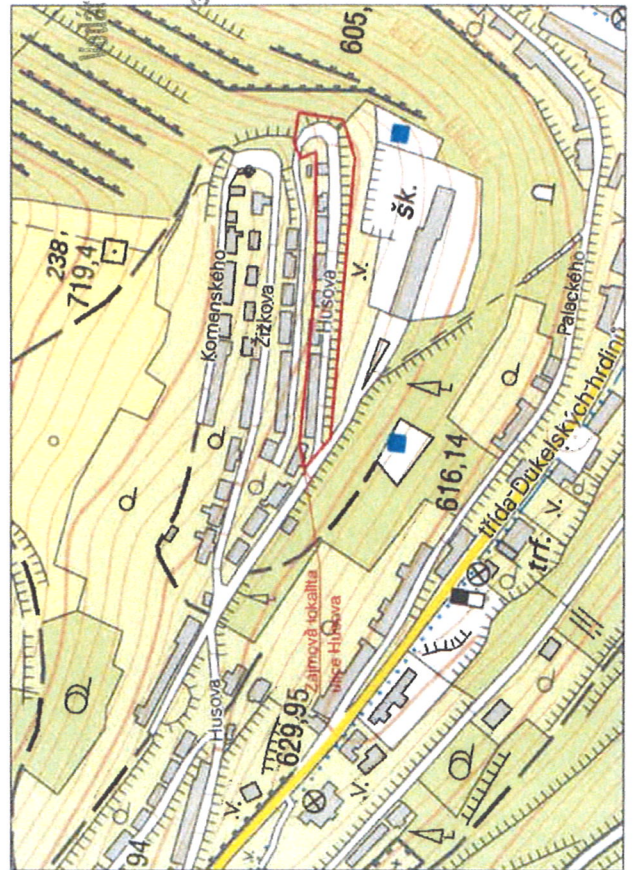 605,
238,
719,4
Komenského
Žižkova
Husova
šk.
v.
Palackého
třída Dukelských hrdinů
616,14
trf.
v.
Zájmová lokalita
ulice Husova
Husova
629,95
v.
v.
v.
94